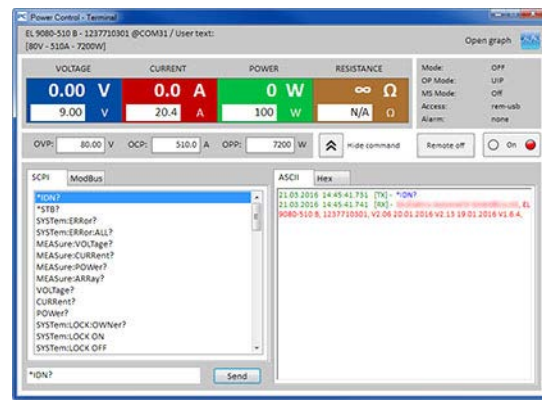 Power Control - Terminal
EL 9080-510 B - 1237710301 @COM31 / User text:
[80V - 510A - 7200W]
Open graph
VOLTAGE CURRENT POWER RESISTANCE
0.00 V 0.0 A 0 W ∞ Ω
9.00 V 20.4 A 100 W N/A Ω
Mode: OFF
OP Mode: UIP
MS Mode: Off
Access: rem-usb
Alarm: none
OVP: 80.00 V OCP: 510.0 A OPP: 7200 W Hide command Remote off On
SCPI ModBus
*IDN?
*STB?
SYSTem:ERRor?
SYSTem:ERRor:ALL?
MEASure:VOLTage?
MEASure:CURRent?
MEASure:POWer?
MEASure:ARRay?
VOLTage?
CURRent?
POWer?
SYSTem:LOCK:OWNer?
SYSTem:LOCK ON
SYSTem:LOCK OFF
*IDN? Send
ASCII Hex
21.03.2016 14:45:41.731 [TX] - *IDN?
21.03.2016 14:45:41.741 [RX] - EL
9080-510 B, 1237710301, V2.06 20.01.2016 V2.13 19.01.2016 V1.6.4,